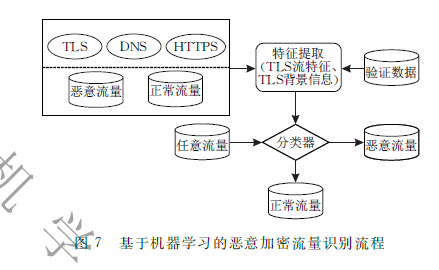 TLS DNS HTTPS
恶意流量 正常流量
特征提取
(TLS流特征、
TLS背景信息)
验证数据
任意流量 分类器 恶意流量
正常流量
机 学
图 7 基于机器学习的恶意加密流量识别流程